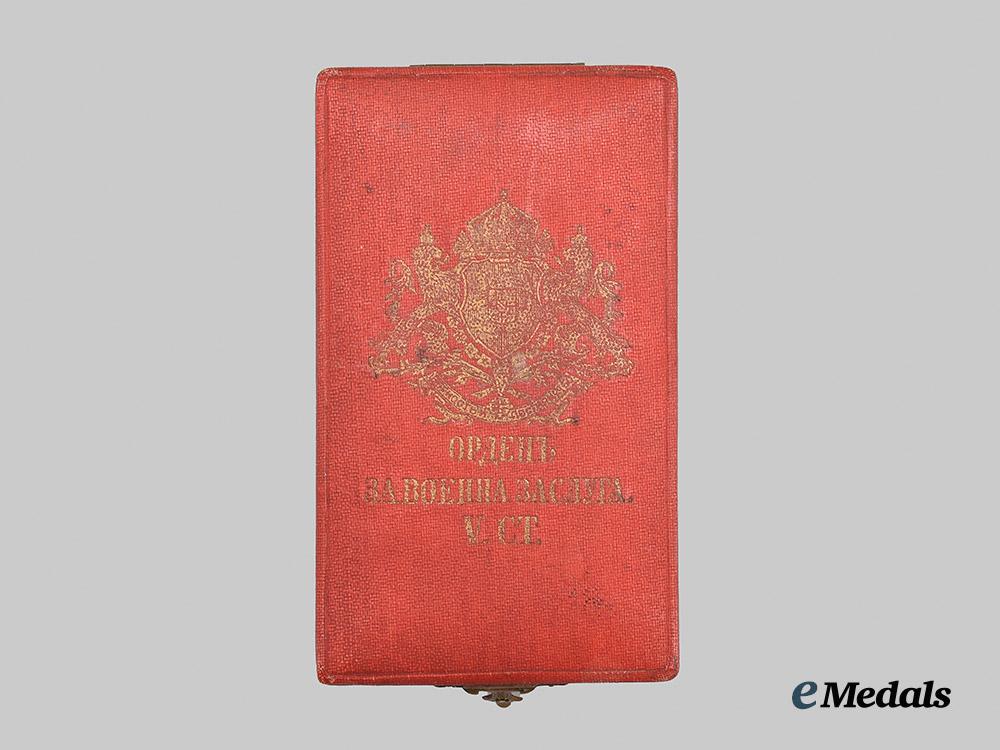 ОРДЕНЪ
ЗА ВОЕННА ЗАСЛУГА.
V. СТ.
eMedals